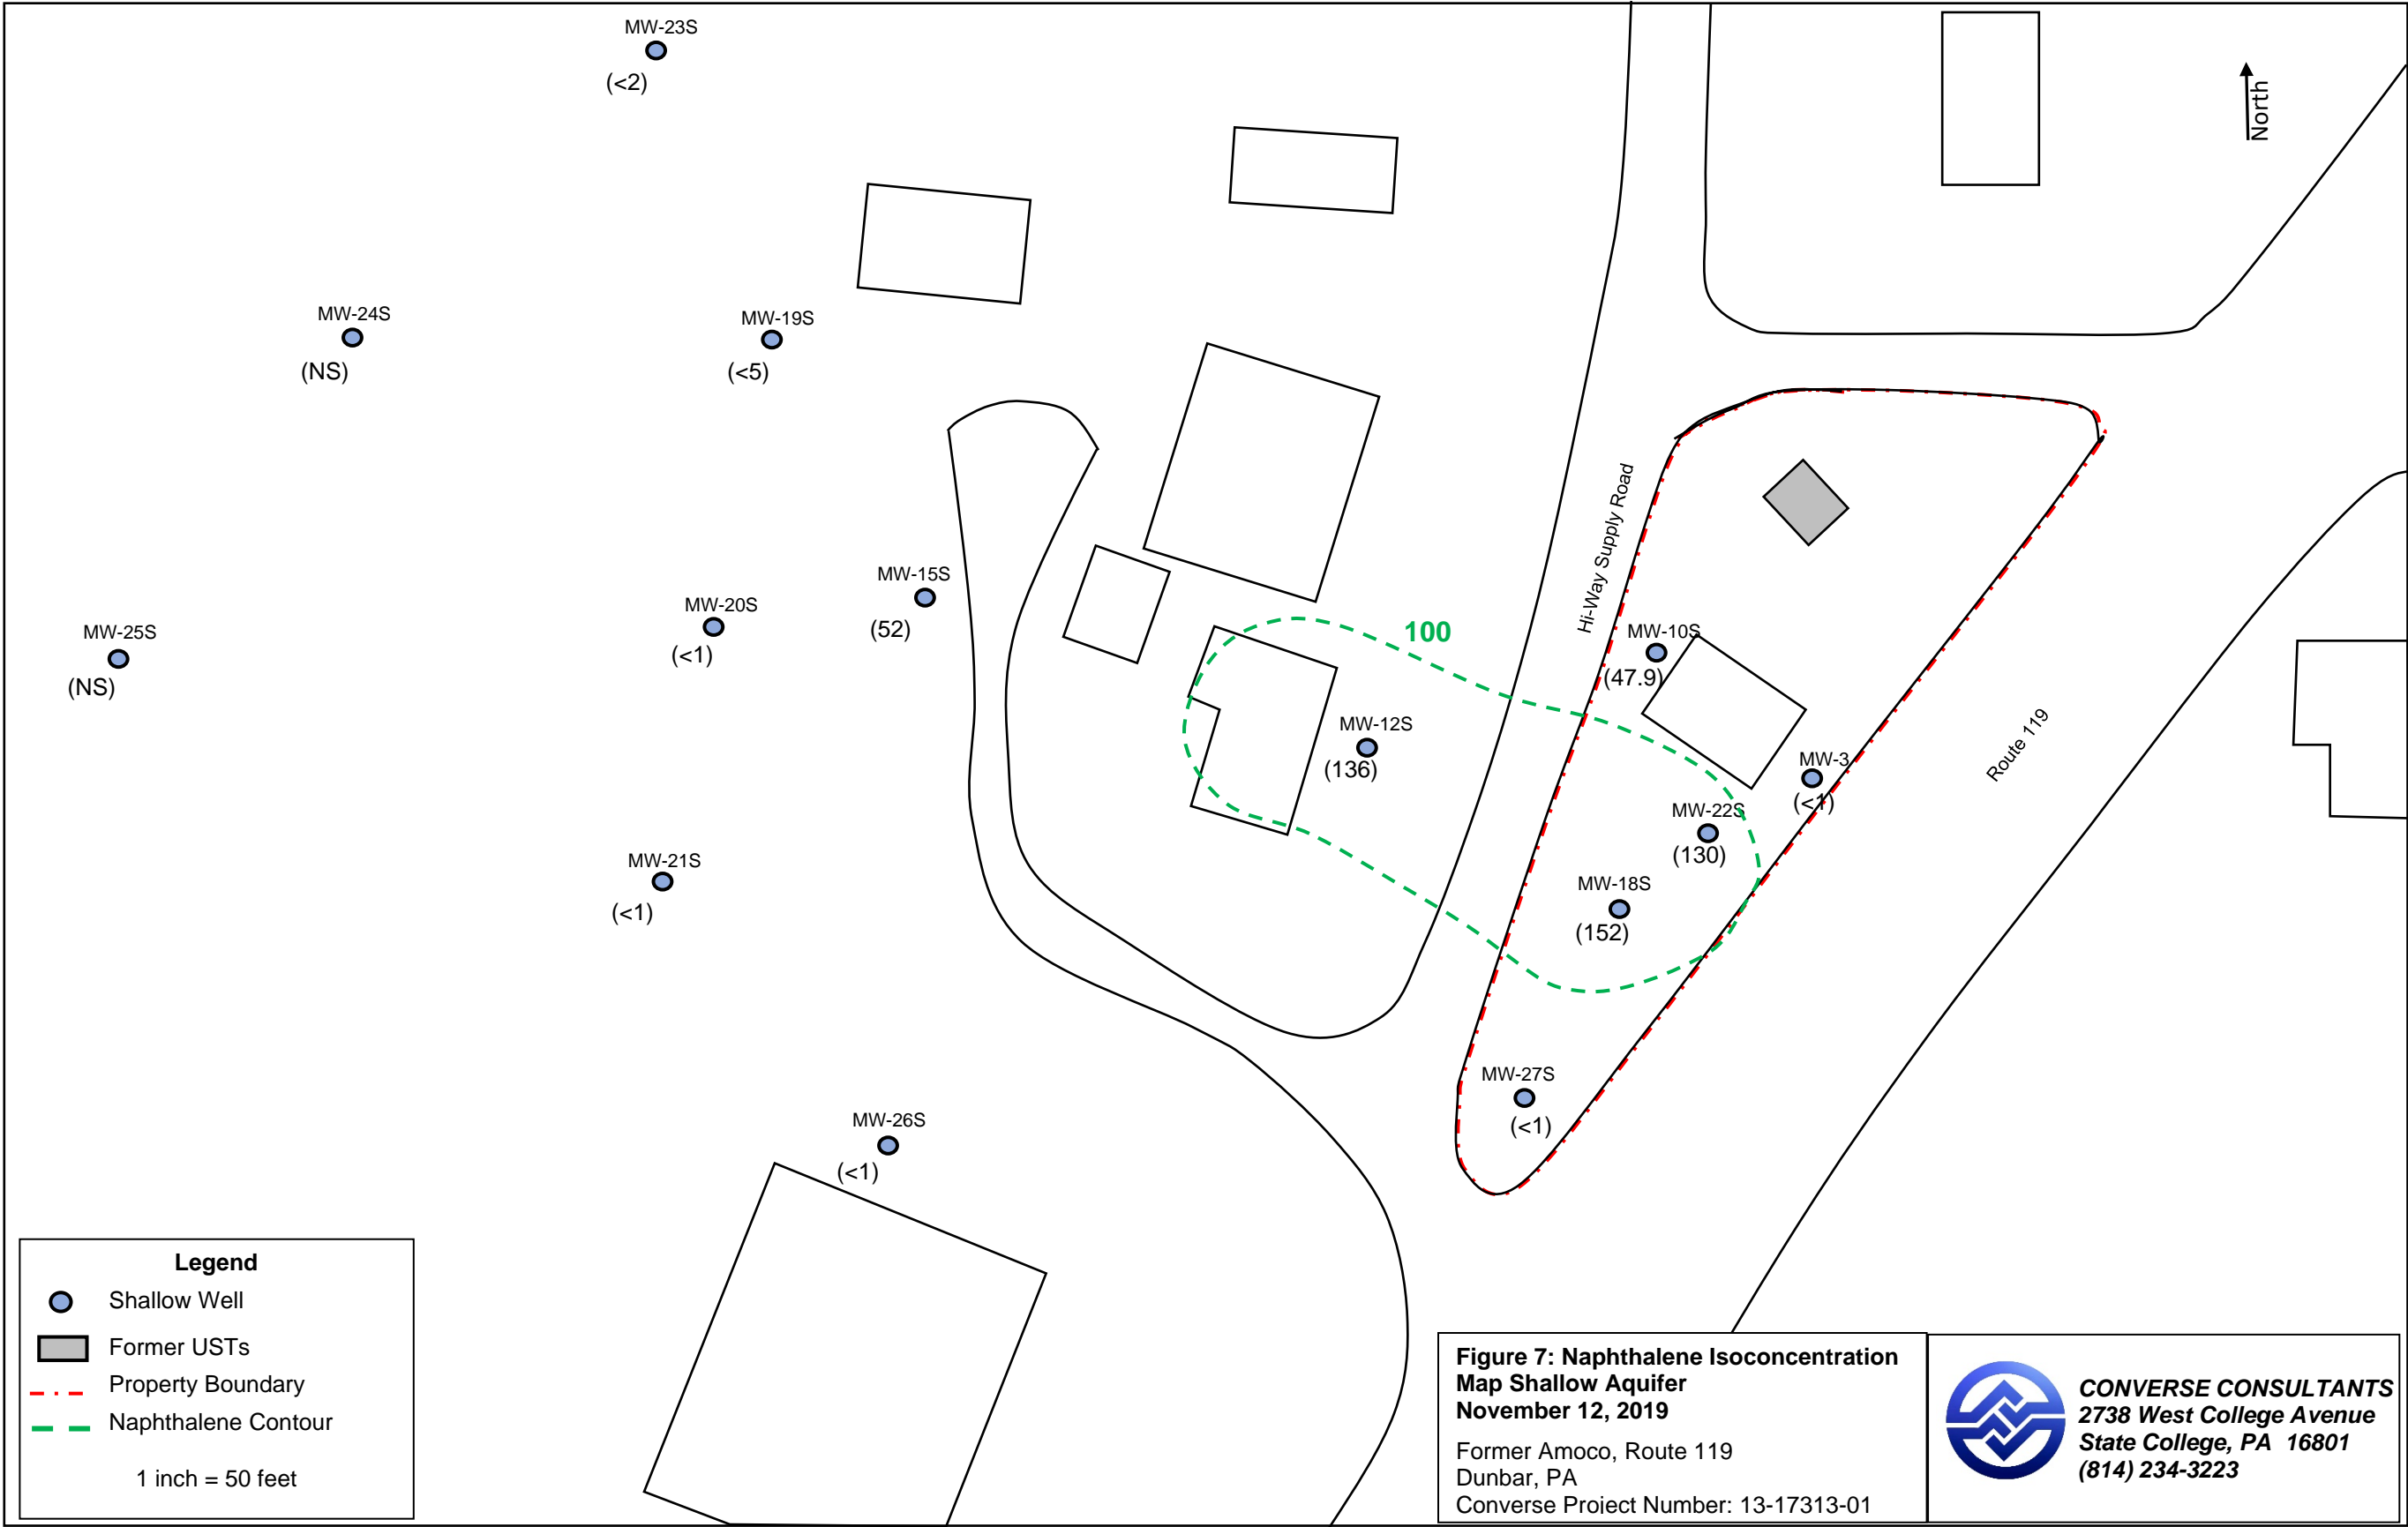 MW-23S
(<2)
North
MW-24S
(NS)
MW-19S
(<5)
Hi-Way Supply Road
MW-15S
(52)
MW-20S
(<1)
MW-25S
(NS)
100
MW-10S
(47.9)
MW-12S
(136)
Route 119
MW-3
(<1)
MW-22S
(130)
MW-21S
(<1)
MW-18S
(152)
MW-27S
(<1)
MW-26S
(<1)
Legend
Shallow Well
Former USTs
Property Boundary
Naphthalene Contour
1 inch = 50 feet
Figure 7: Naphthalene Isoconcentration
Map Shallow Aquifer
November 12, 2019
Former Amoco, Route 119
Dunbar, PA
Converse Project Number: 13-17313-01
CONVERSE CONSULTANTS
2738 West College Avenue
State College, PA 16801
(814) 234-3223